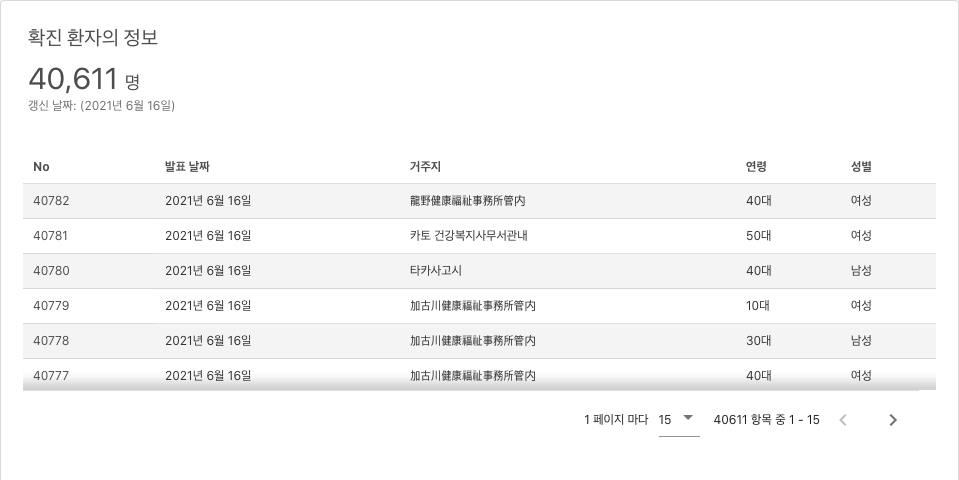 확진 환자의 정보
40,611 명
갱신 날짜: (2021년 6월 16일)
No 발표 날짜 거주지 연령 성별
40782 2021년 6월 16일 龍野健康福祉事務所管内 40대 여성
40781 2021년 6월 16일 카토 건강복지사무서관내 50대 여성
40780 2021년 6월 16일 타카사고시 40대 남성
40779 2021년 6월 16일 加古川健康福祉事務所管内 10대 여성
40778 2021년 6월 16일 加古川健康福祉事務所管内 30대 남성
40777 2021년 6월 16일 加古川健康福祉事務所管内 40대 여성
1 페이지 마다 15 40611 항목 중 1 - 15